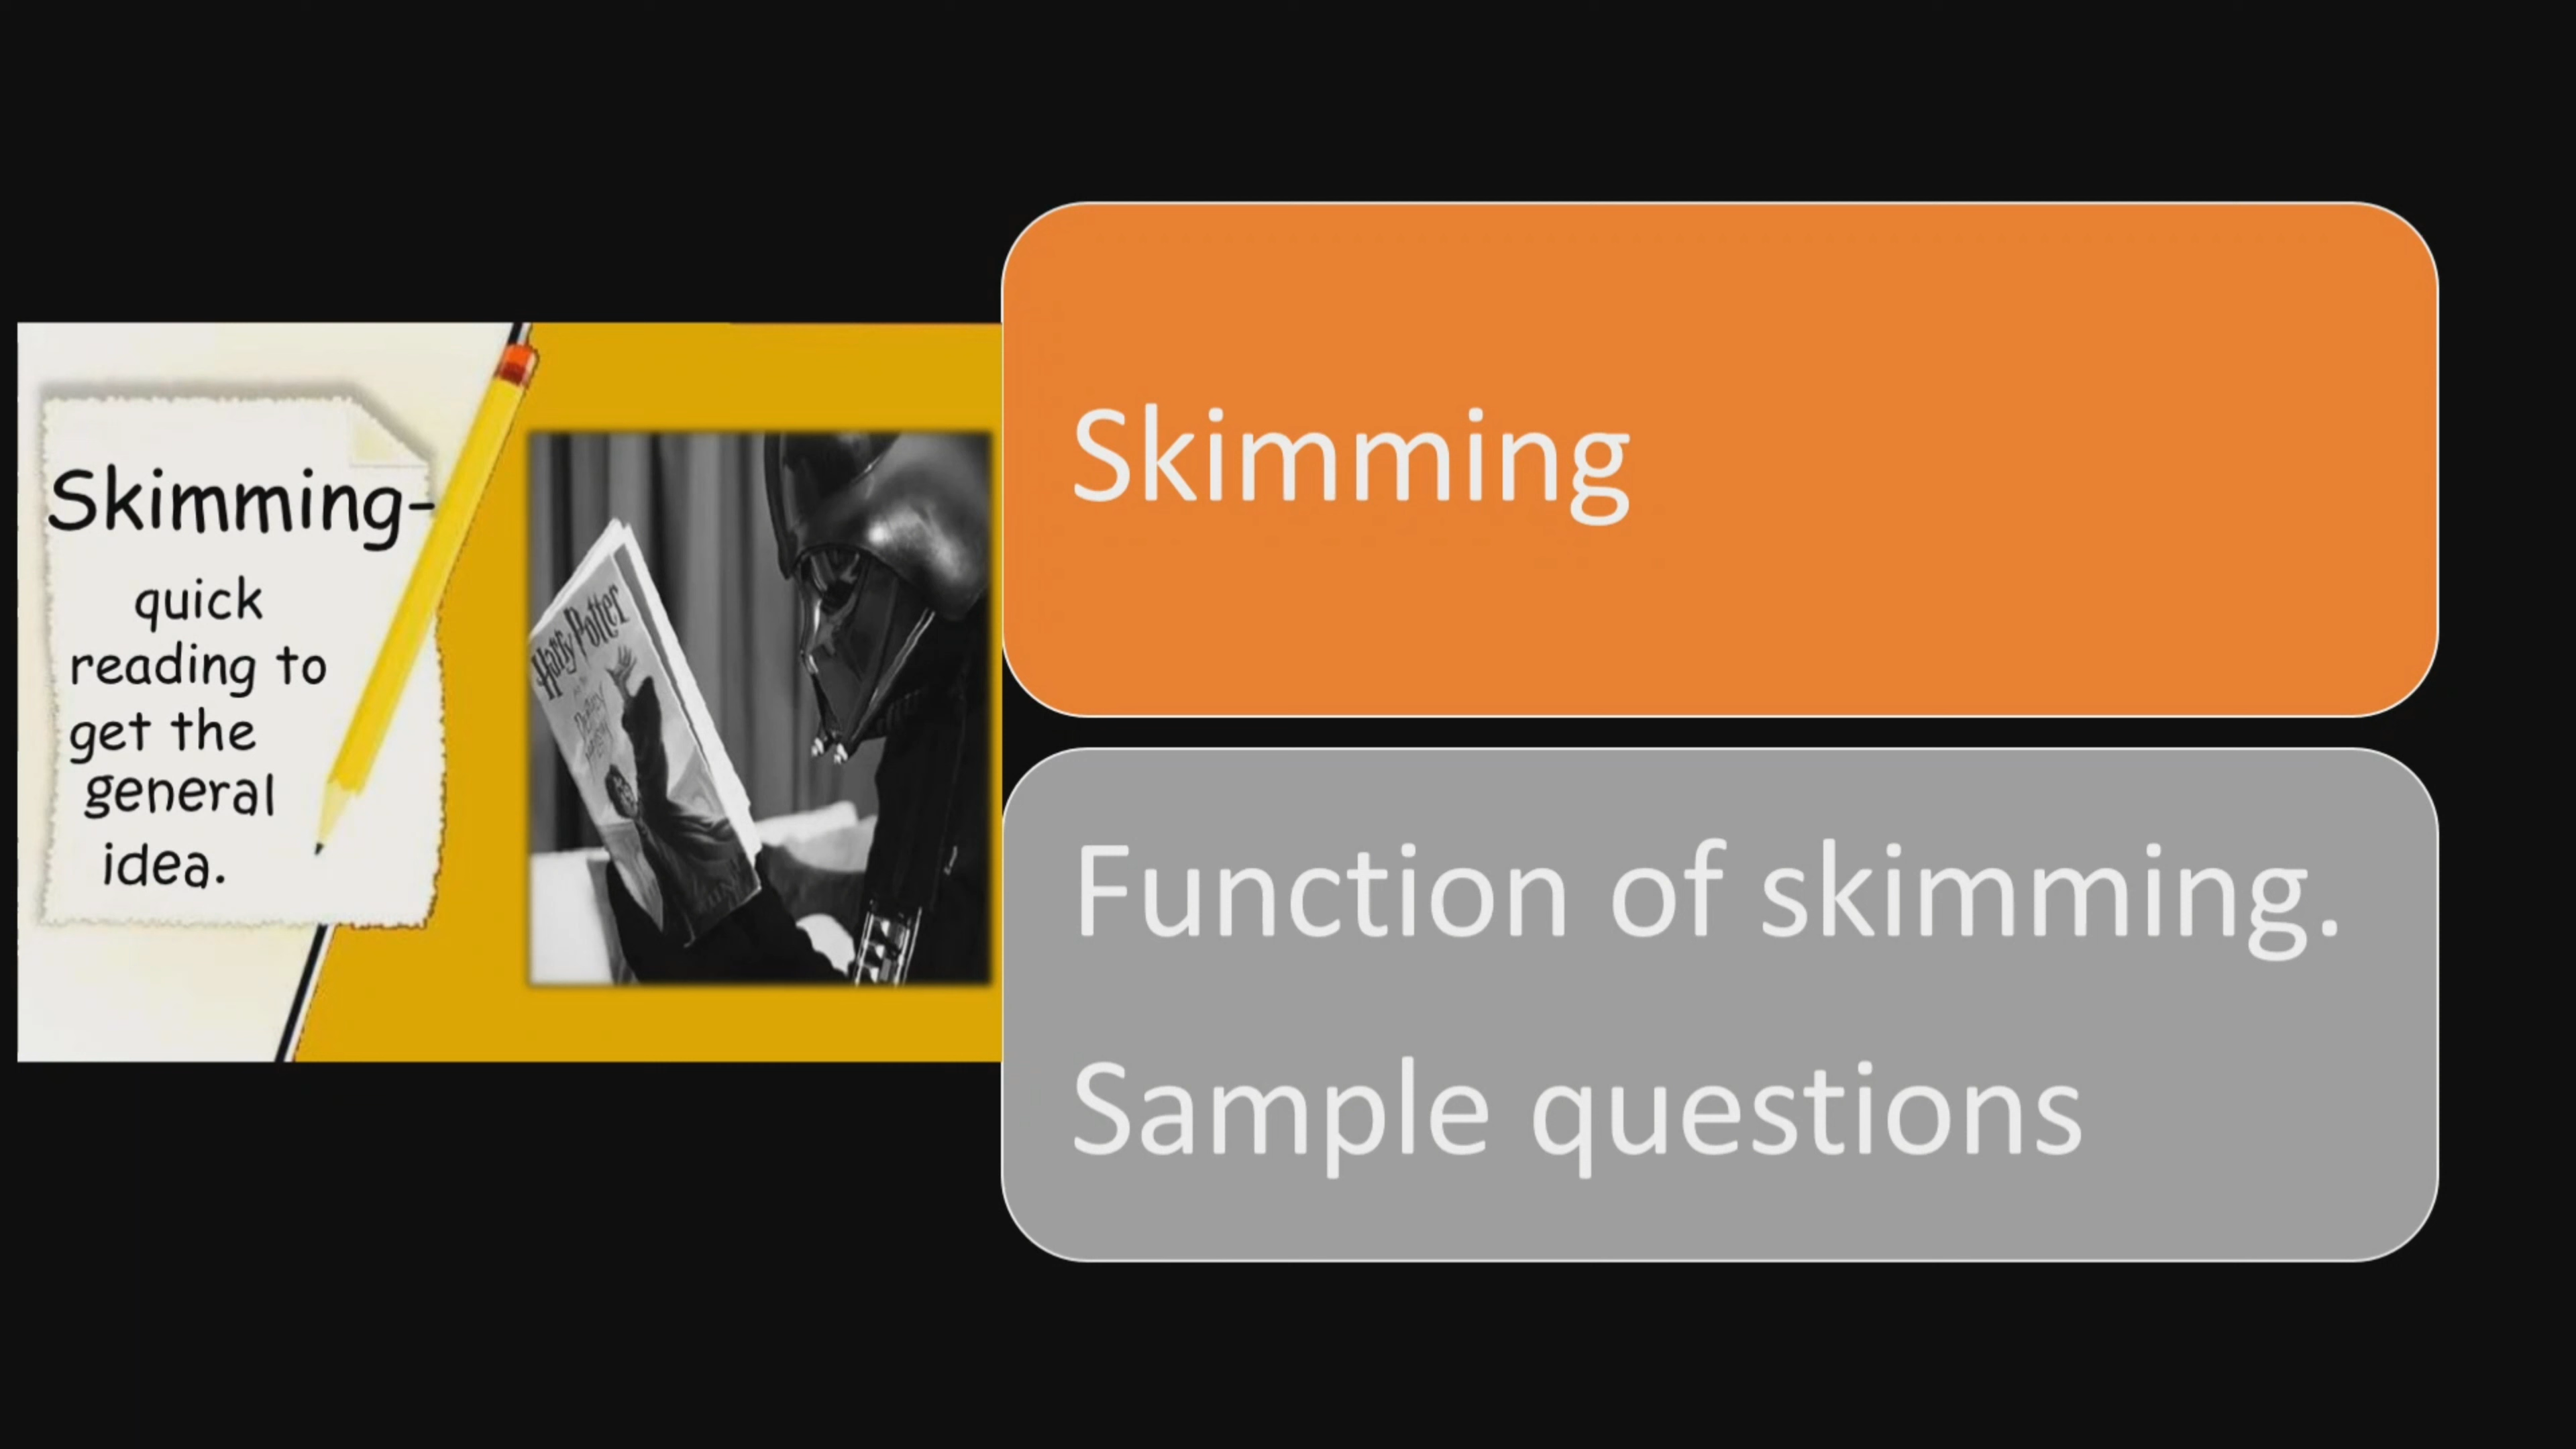 Skimming-
quick
reading to
get the
general
idea.
Harry Potter
Skimming
Function of skimming.
Sample questions